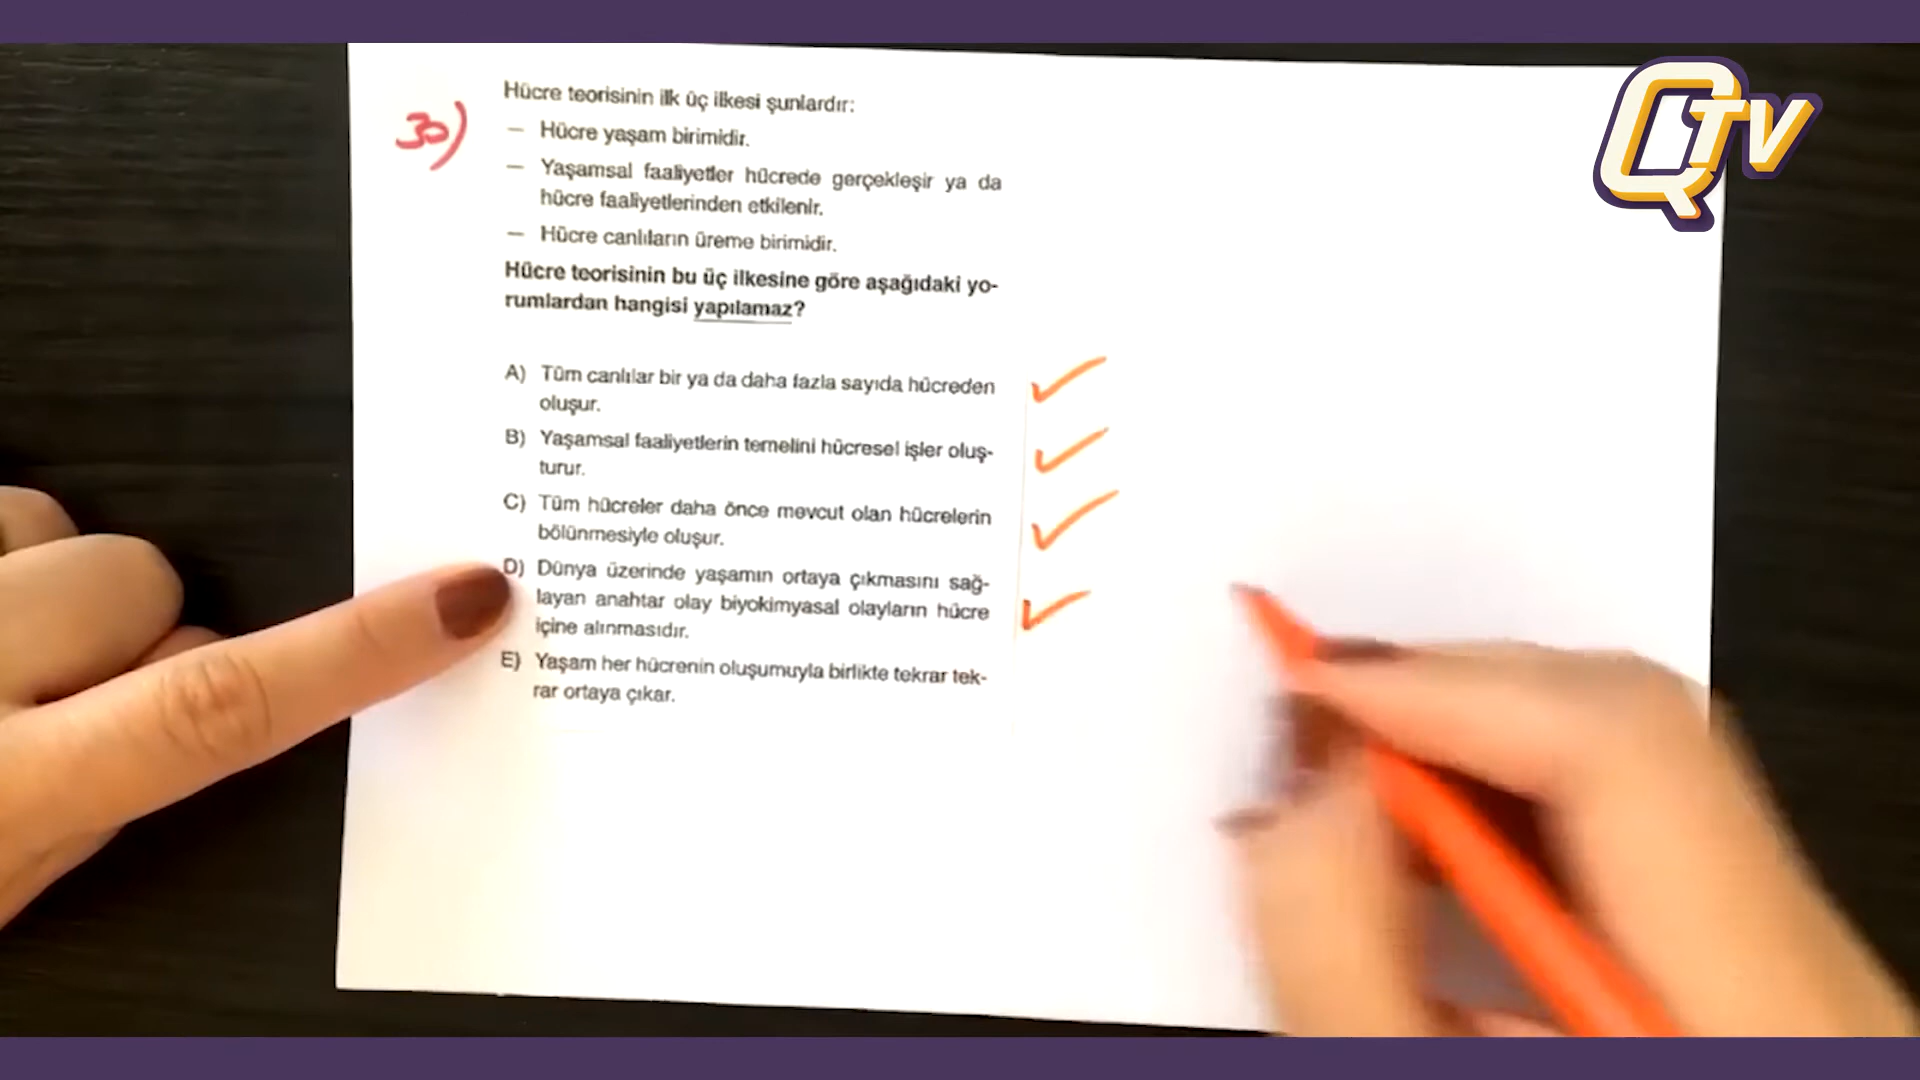 QTV
30)
Hücre teorisinin ilk üç ilkesi şunlardır:
— Hücre yaşam birimidir.
— Yaşamsal faaliyetler hücrede gerçekleşir ya da
hücre faaliyetlerinden etkilenir.
— Hücre canlıların üreme birimidir.
Hücre teorisinin bu üç ilkesine göre aşağıdaki yo-
rumlardan hangisi yapılamaz?
A) Tüm canlılar bir ya da daha fazla sayıda hücreden
oluşur.
B) Yaşamsal faaliyetlerin temelini hücresel işler oluş-
turur.
C) Tüm hücreler daha önce mevcut olan hücrelerin
bölünmesiyle oluşur.
D) Dünya üzerinde yaşamın ortaya çıkmasını sağ-
layan anahtar olay biyokimyasal olayların hücre
içine alınmasıdır.
E) Yaşam her hücrenin oluşumuyla birlikte tekrar tek-
rar ortaya çıkar.